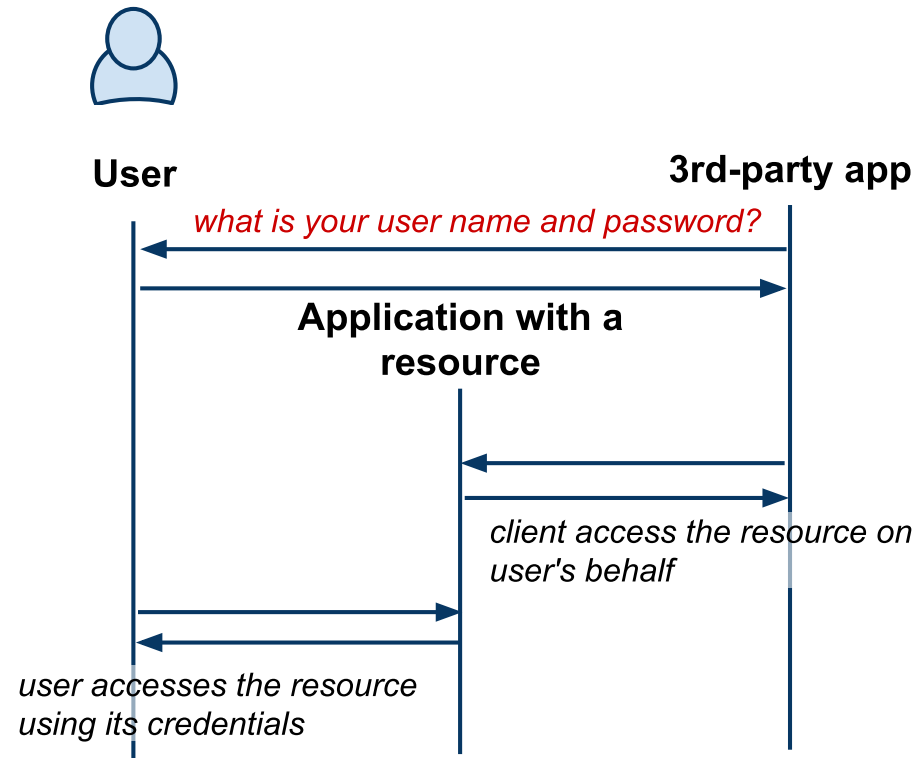 User
3rd-party app
what is your user name and password?
Application with a
resource
client access the resource on
user's behalf
user accesses the resource
using its credentials